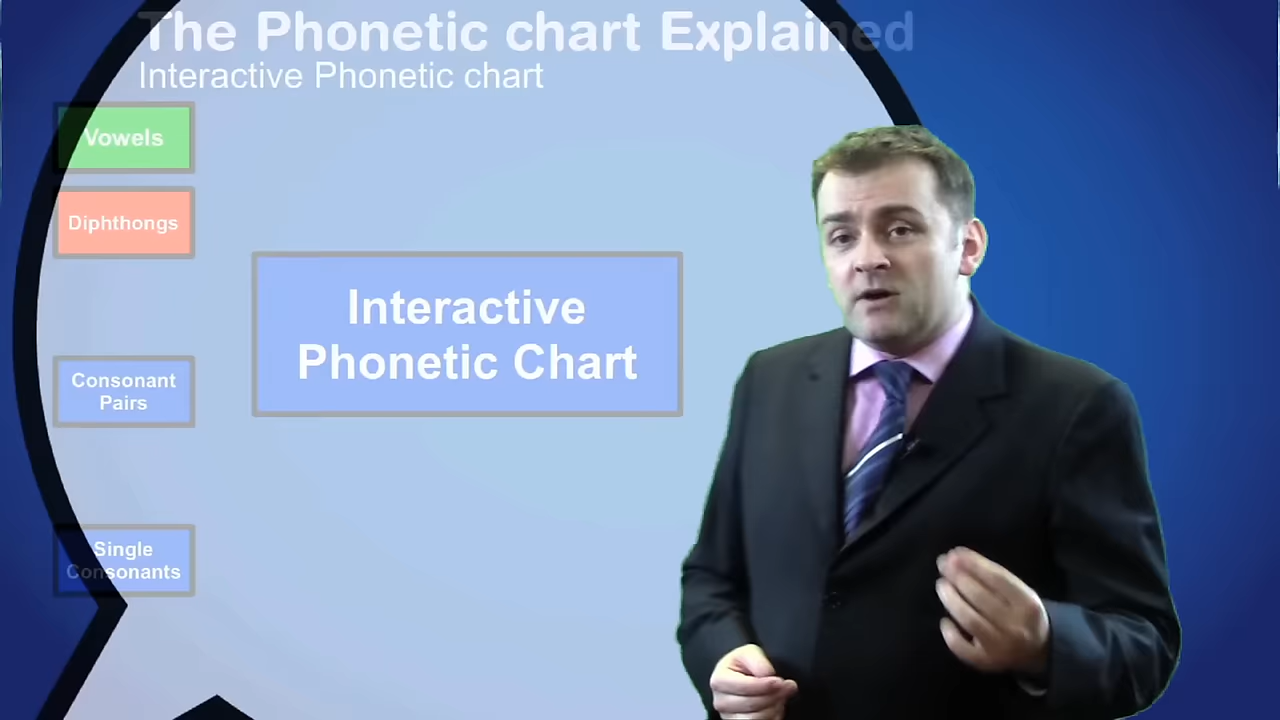 The Phonetic chart Explained
Interactive Phonetic chart
Vowels
Diphthongs
Interactive
Phonetic Chart
Consonant
Pairs
Single
Consonants